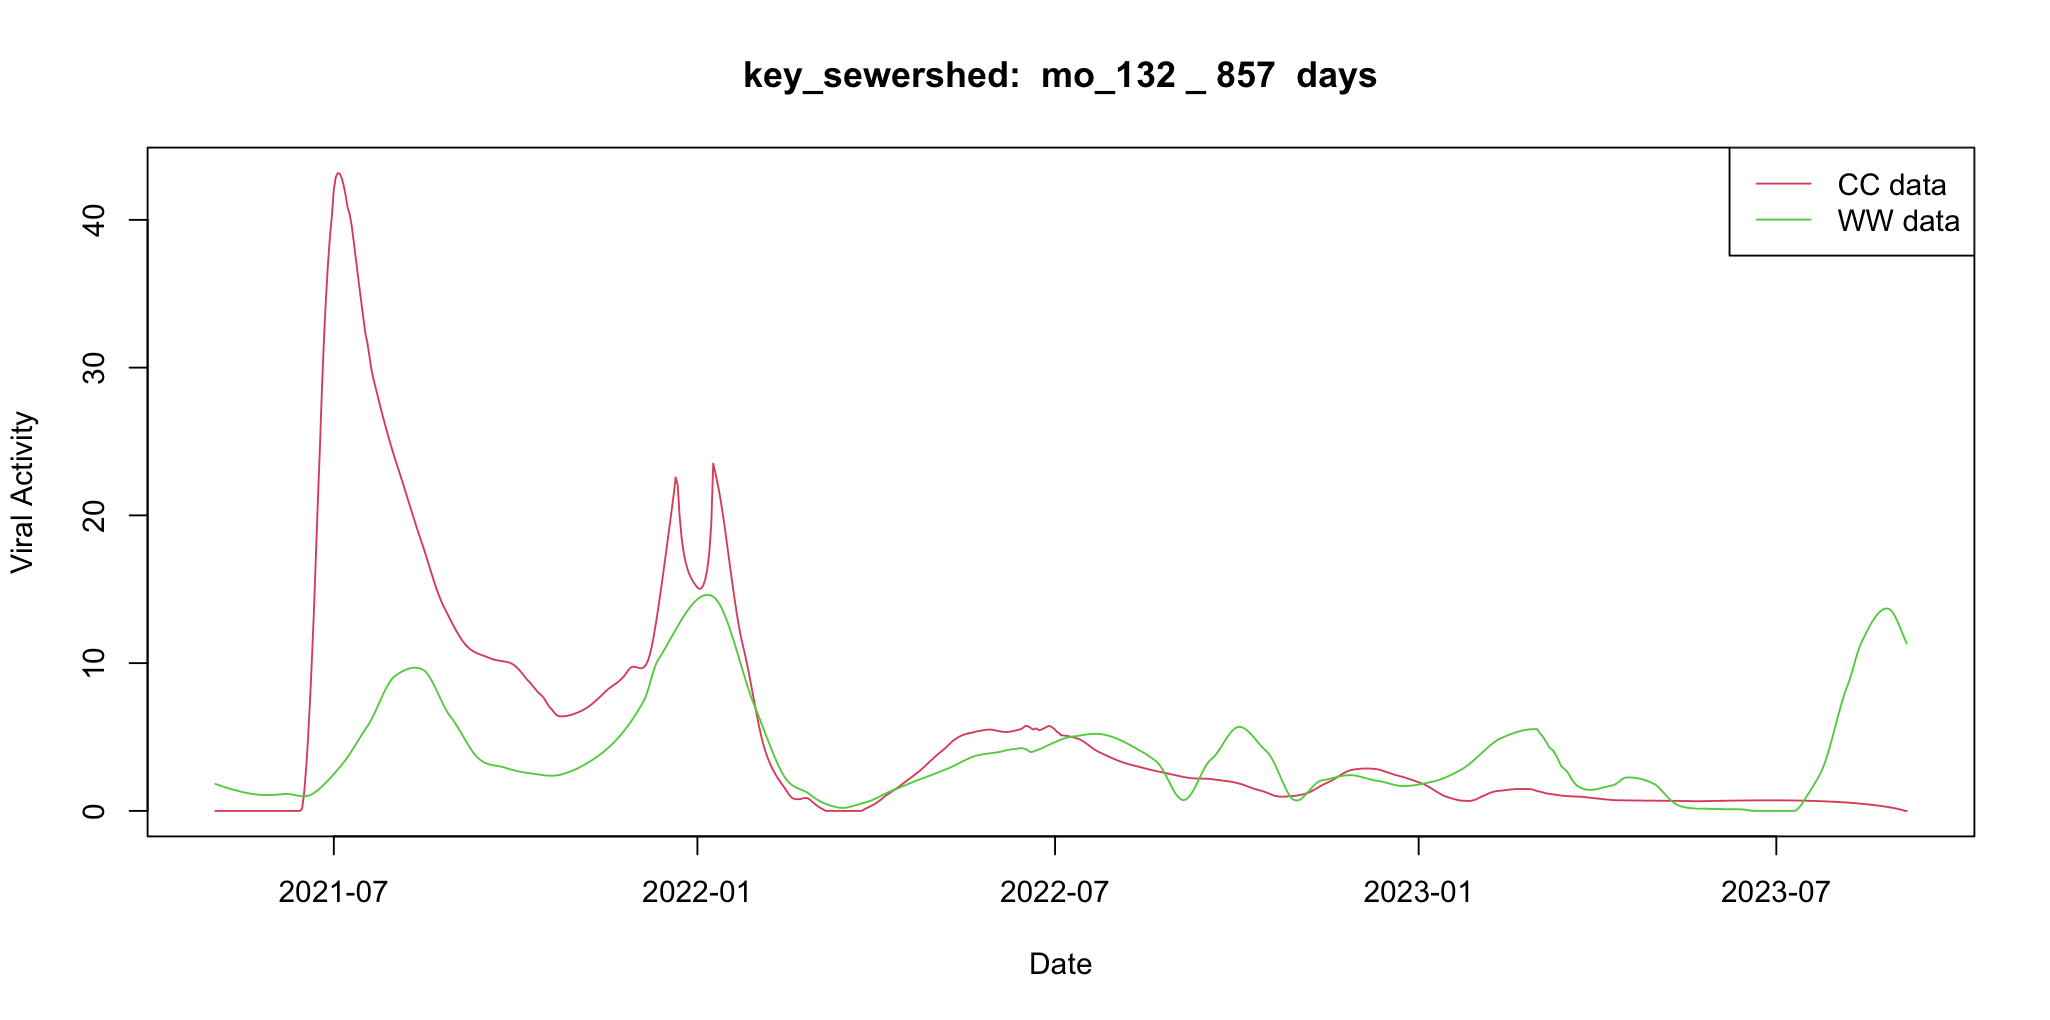 key_sewershed:  mo_132 _ 857  days
CC data
WW data
Viral Activity
40
30
20
10
0
2021-07
2022-01
2022-07
2023-01
2023-07
Date